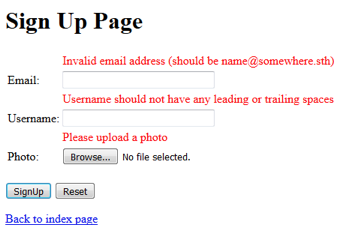 Sign Up Page
Invalid email address (should be name@somewhere.sth)
Email:
Username should not have any leading or trailing spaces
Username:
Please upload a photo
Photo: Browse... No file selected.
SignUp Reset
Back to index page